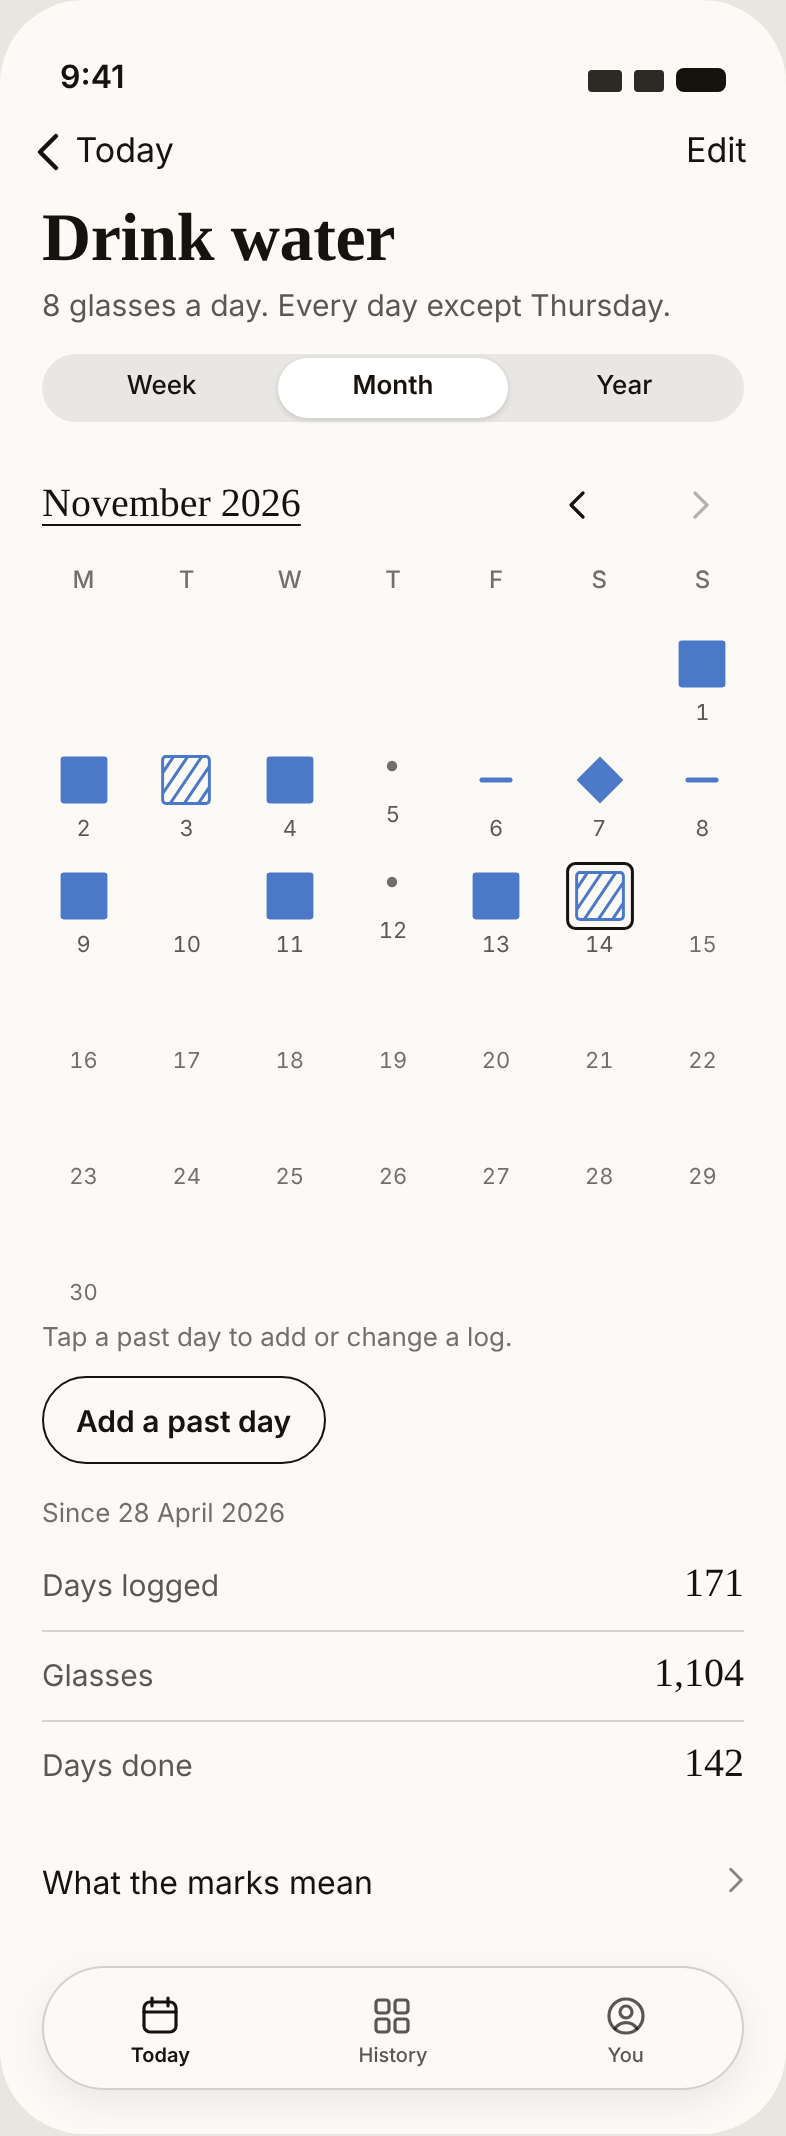 9:41
Today Edit
Drink water
8 glasses a day. Every day except Thursday.
Week Month Year
November 2026
M T W T F S S
1
2 3 4 5 6 7 8
9 10 11 12 13 14 15
16 17 18 19 20 21 22
23 24 25 26 27 28 29
30
Tap a past day to add or change a log.
Add a past day
Since 28 April 2026
Days logged 171
Glasses 1,104
Days done 142
What the marks mean
Today History You